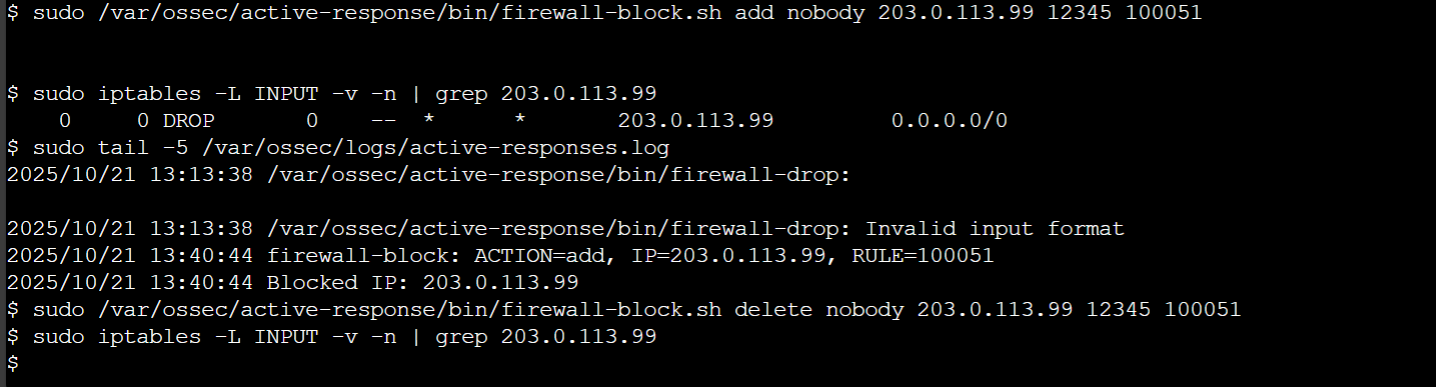 $ sudo /var/ossec/active-response/bin/firewall-block.sh add nobody 203.0.113.99 12345 100051
$ sudo iptables -L INPUT -v -n | grep 203.0.113.99
    0     0 DROP       0    --  *      *       203.0.113.99         0.0.0.0/0
$ sudo tail -5 /var/ossec/logs/active-responses.log
2025/10/21 13:13:38 /var/ossec/active-response/bin/firewall-drop:
2025/10/21 13:13:38 /var/ossec/active-response/bin/firewall-drop: Invalid input format
2025/10/21 13:40:44 firewall-block: ACTION=add, IP=203.0.113.99, RULE=100051
2025/10/21 13:40:44 Blocked IP: 203.0.113.99
$ sudo /var/ossec/active-response/bin/firewall-block.sh delete nobody 203.0.113.99 12345 100051
$ sudo iptables -L INPUT -v -n | grep 203.0.113.99
$